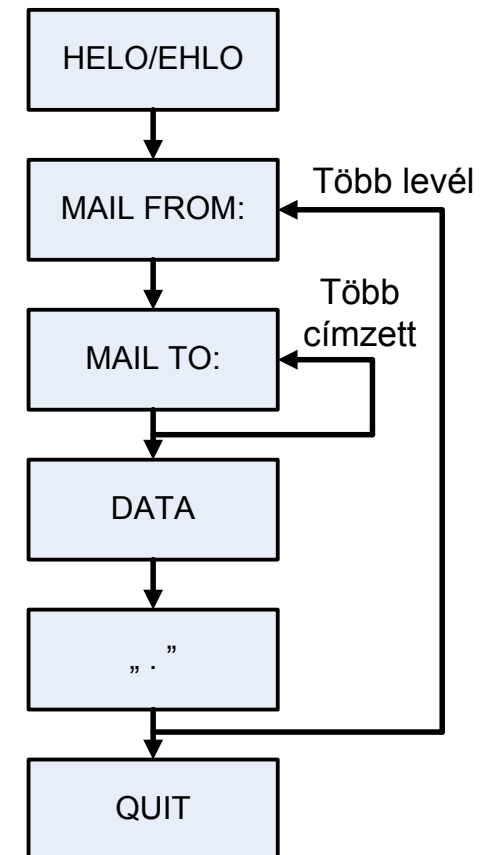 HELO/EHLO
Több levél
MAIL FROM:
Több
címzett
MAIL TO:
DATA
„ . ”
QUIT